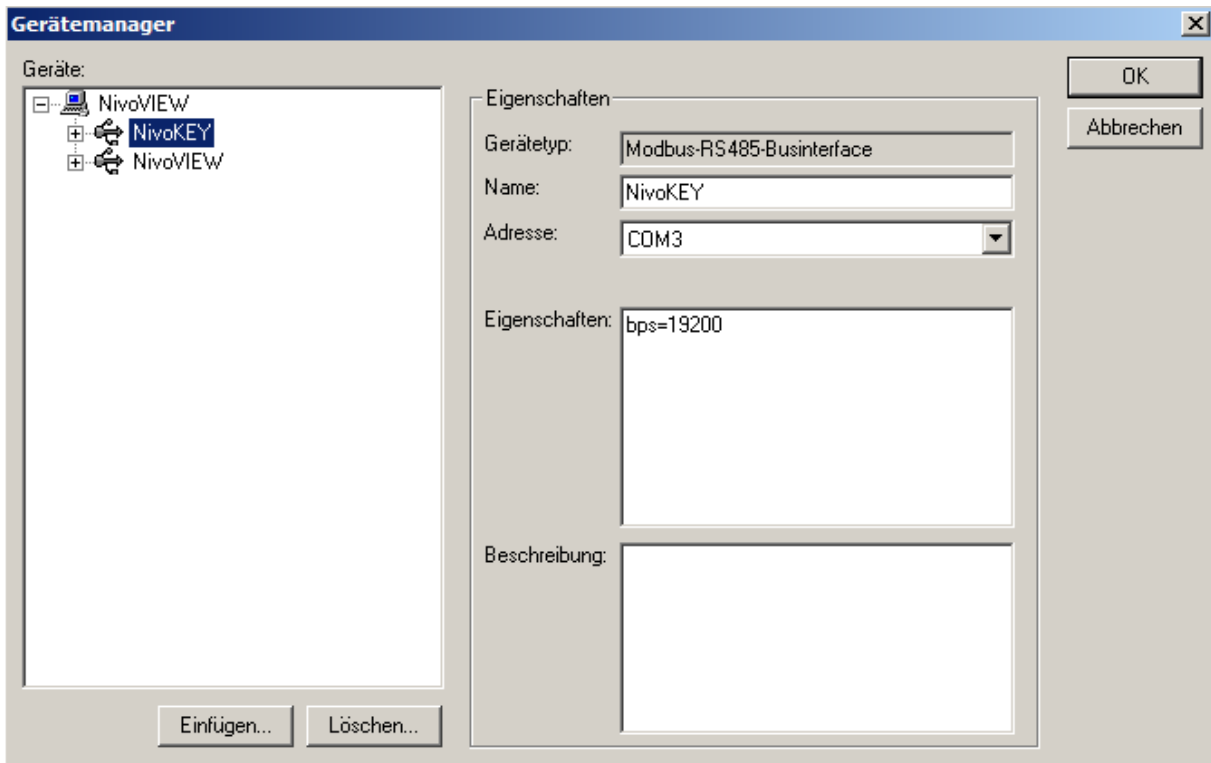 Gerätemanager
Geräte:
NivoVIEW
NivoKEY
NivoVIEW
Einfügen...
Löschen...
Eigenschaften
Gerätetyp: Modbus-RS485-Businterface
Name: NivoKEY
Adresse: COM3
Eigenschaften: bps=19200
Beschreibung:
OK
Abbrechen